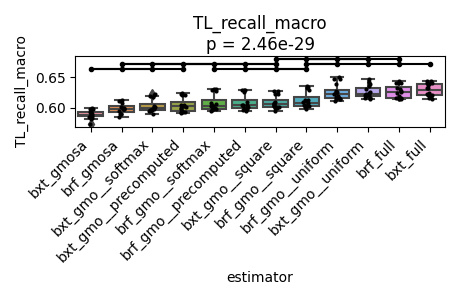 TL_recall_macro
p = 2.46e-29
TL_recall_macro
0.65
0.60
bxt_gmosa
brf_gmosa
bxt_gmo__softmax
bxt_gmo__precomputed
brf_gmo__softmax
brf_gmo__precomputed
bxt_gmo__square
brf_gmo__square
brf_gmo__uniform
bxt_gmo__uniform
brf_full
bxt_full
estimator